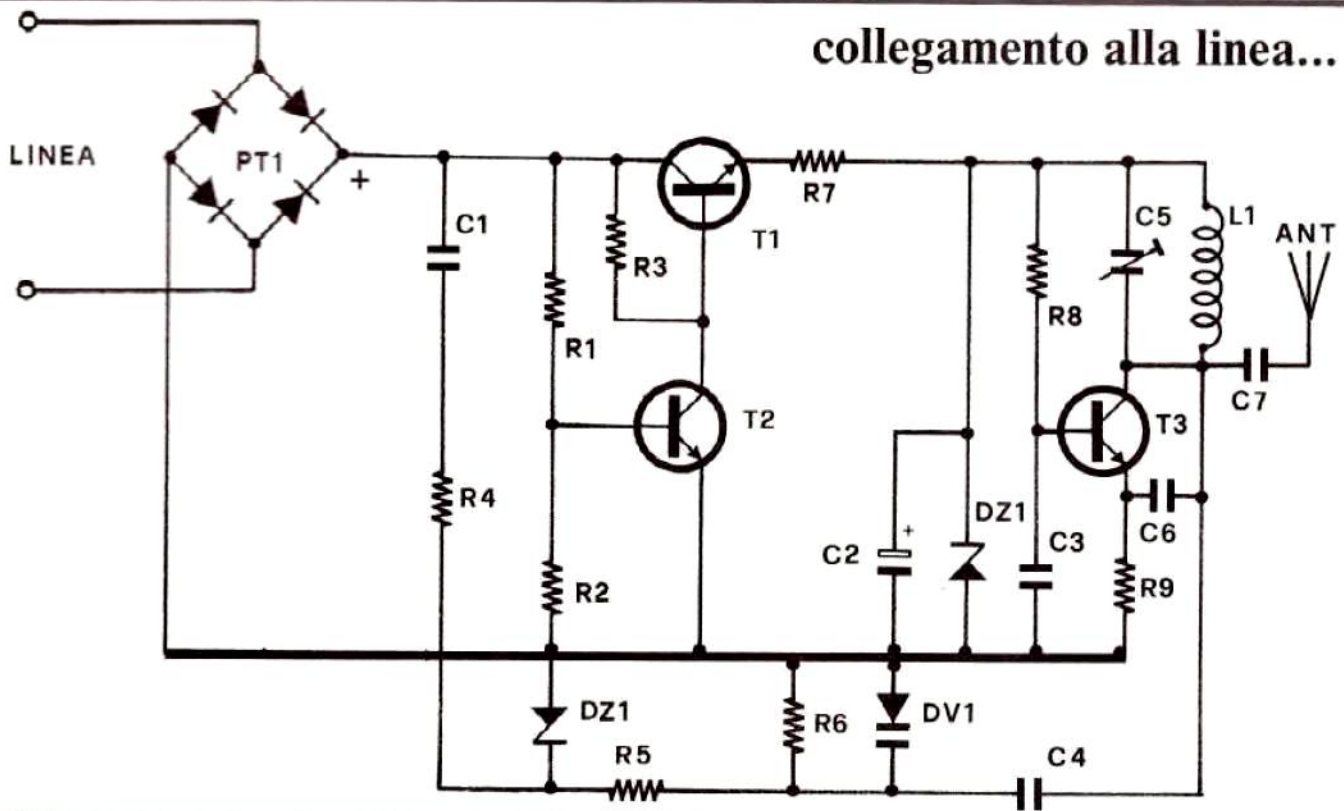 collegamento alla linea...
LINEA
PT1
+
C1
R3
T1
R7
C5
L1
ANT
R1
R8
C7
T2
T3
R4
DZ1
C6
C2
+
C3
R2
R9
DZ1
R6
DV1
R5
C4